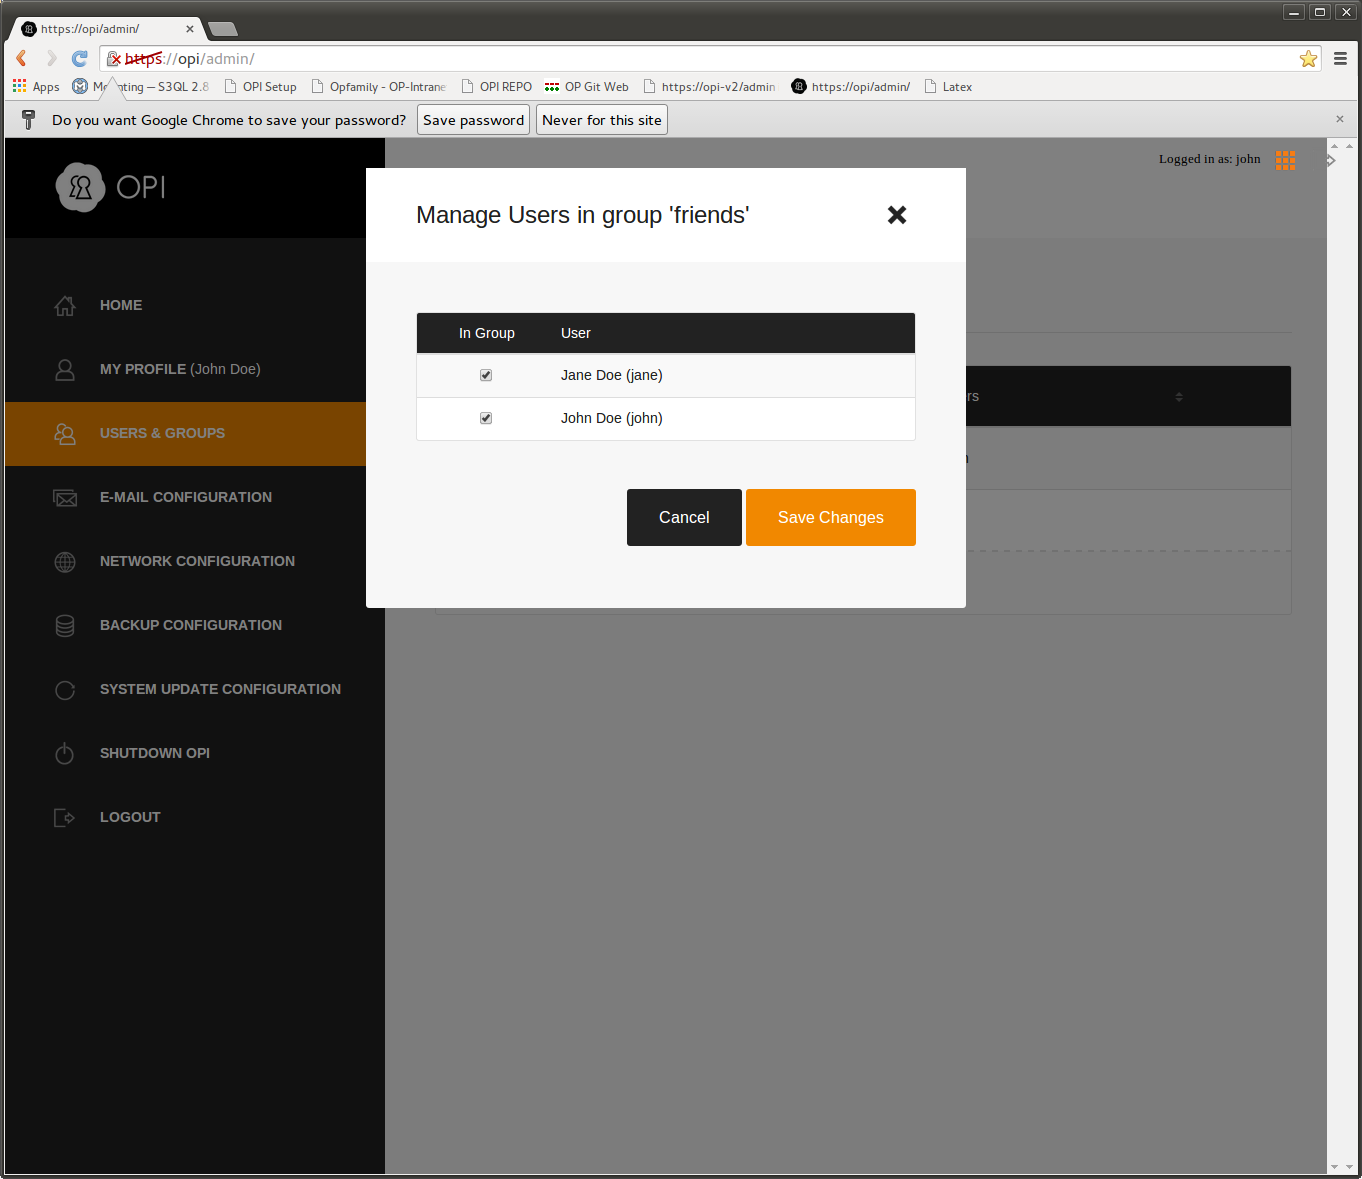 https://opi/admin/
https://opi/admin/
Apps
S3QL 2.8
OPI Setup
Opfamily - OP-Intrane
OPI REPO
OP Git Web
https://opi-v2/admin
https://opi/admin/
Latex
Do you want Google Chrome to save your password?
Save password
Never for this site
OPI
Logged in as: john
Manage Users in group 'friends'
HOME
MY PROFILE (John Doe)
USERS & GROUPS
E-MAIL CONFIGURATION
NETWORK CONFIGURATION
BACKUP CONFIGURATION
SYSTEM UPDATE CONFIGURATION
SHUTDOWN OPI
LOGOUT
In Group User
Jane Doe (jane)
John Doe (john)
Cancel
Save Changes